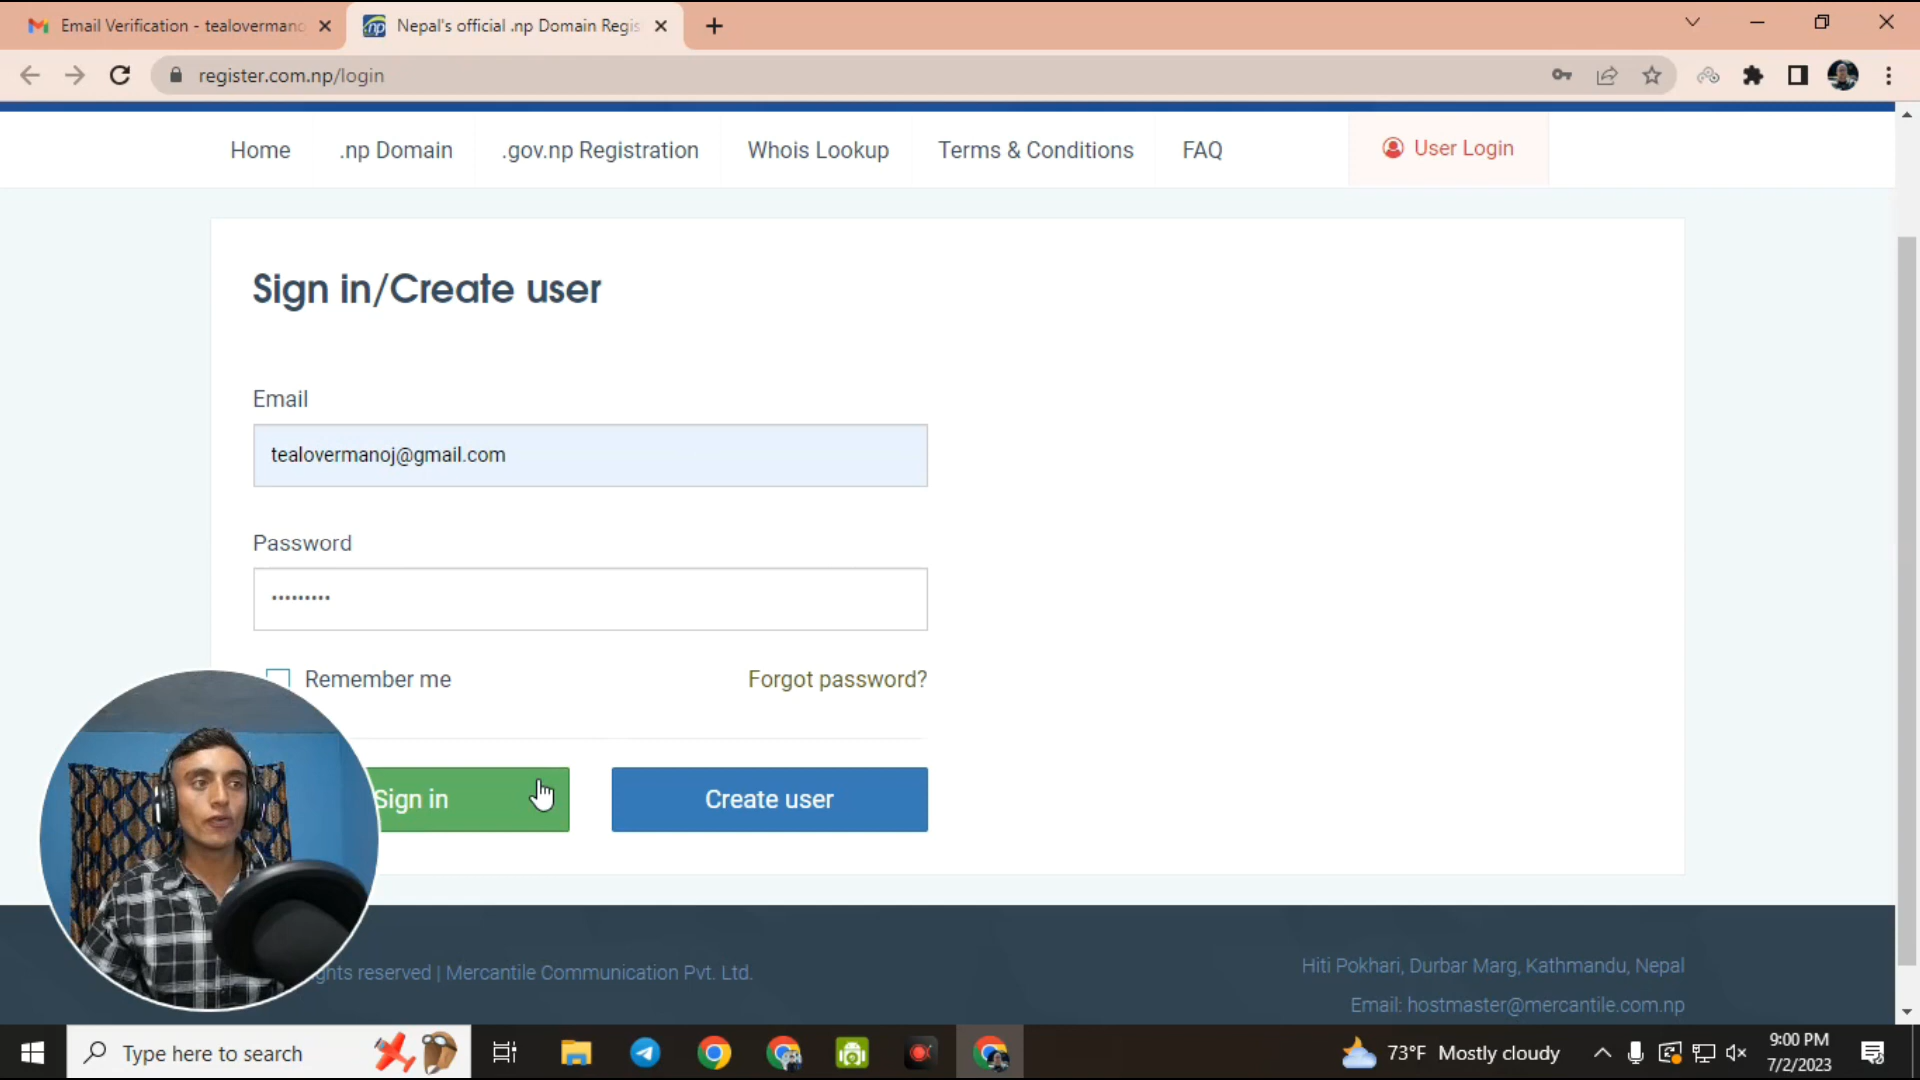 Email Verification - tealovermano
Nepal's official .np Domain Regis
register.com.np/login
Home .np Domain .gov.np Registration Whois Lookup Terms & Conditions FAQ User Login
Sign in/Create user
Email
tealovermanoj@gmail.com
Password
•••••••••
Remember me Forgot password?
Sign in Create user
ghts reserved | Mercantile Communication Pvt. Ltd.
Hiti Pokhari, Durbar Marg, Kathmandu, Nepal
Email: hostmaster@mercantile.com.np
Type here to search
73°F Mostly cloudy
9:00 PM
7/2/2023